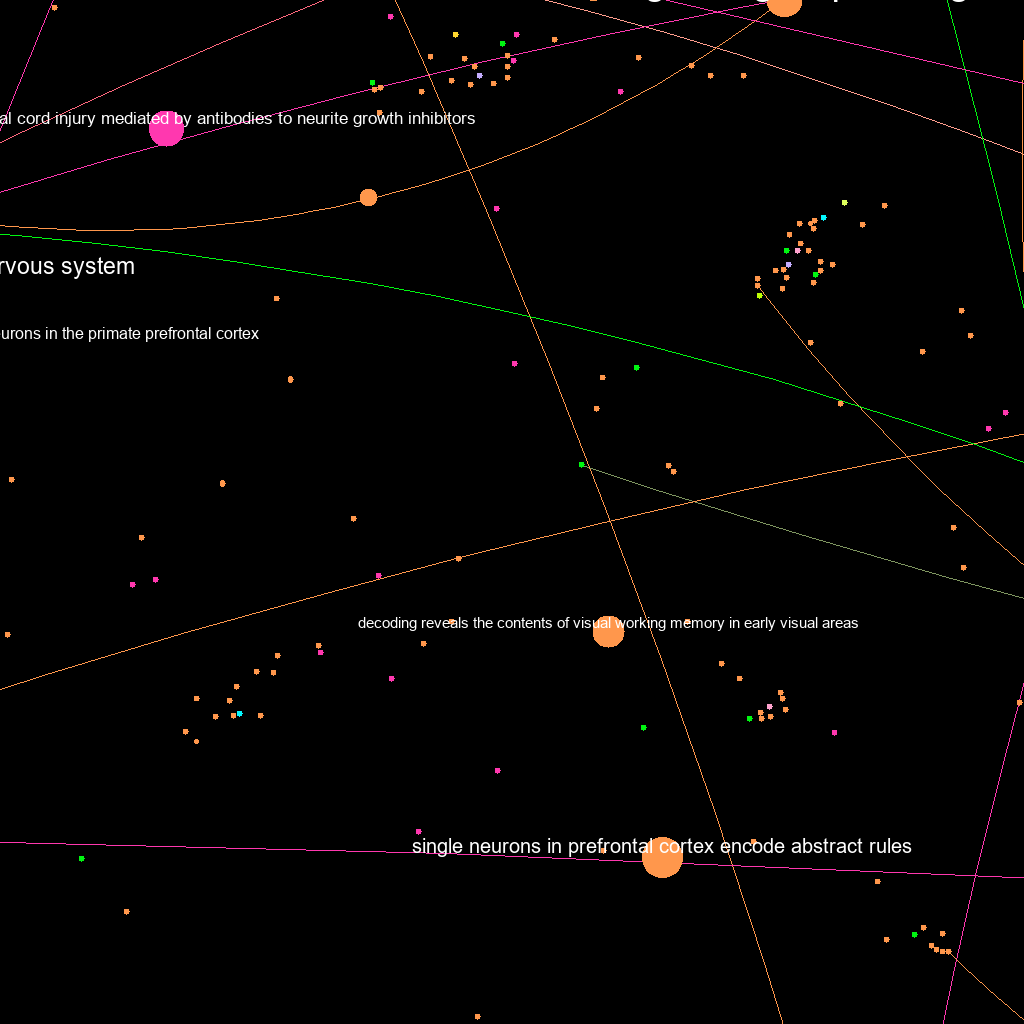 al cord injury mediated by antibodies to neurite growth inhibitors
rvous system
urons in the primate prefrontal cortex
decoding reveals the contents of visual working memory in early visual areas
single neurons in prefrontal cortex encode abstract rules